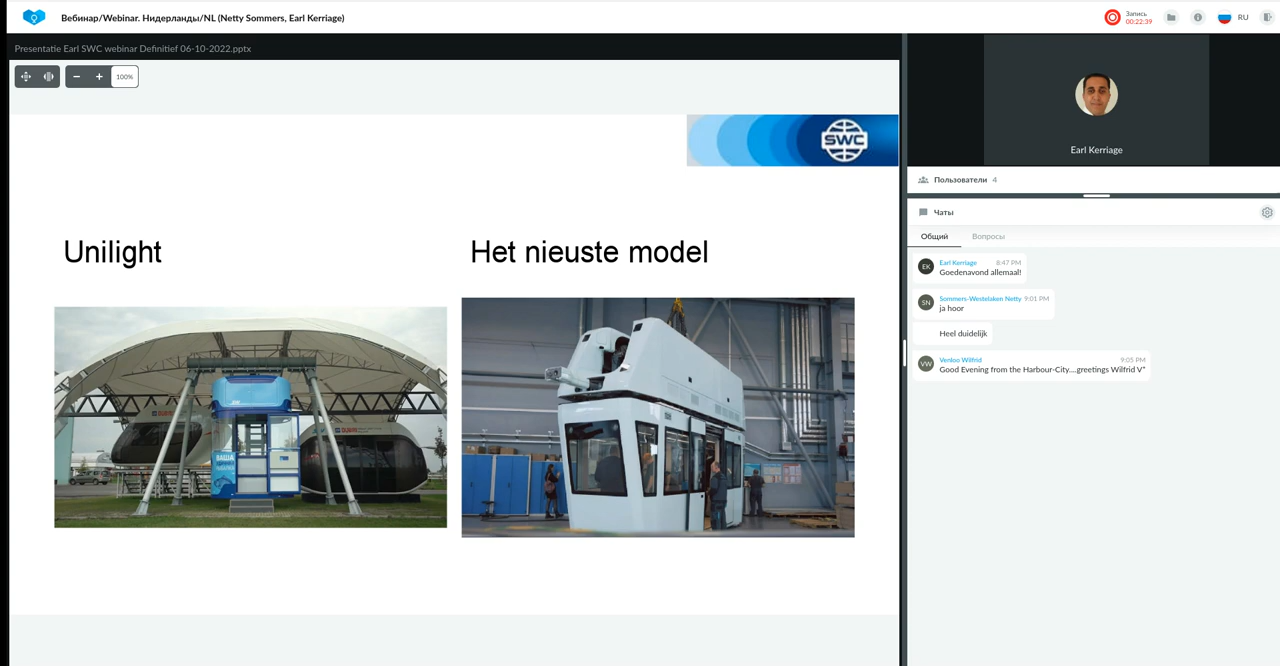 Вебинар/Webinar. Нидерланды/NL (Netty Sommers, Earl Kerriage)
Запись
00:22:39
RU
Presentatie Earl SWC webinar Definitief 06-10-2022.pptx
100%
SWC
Unilight
Het nieuste model
ВАША
Earl Kerriage
Пользователи 4
Чаты
Общий
Вопросы
EK
Earl Kerriage 8:47 PM
Goedenavond allemaal!
SN
Sommers-Westelaken Netty 9:01 PM
ja hoor
Heel duidelijk
VW
Venloo Wilfrid 9:05 PM
Good Evening from the Harbour-City....greetings Wilfrid V"